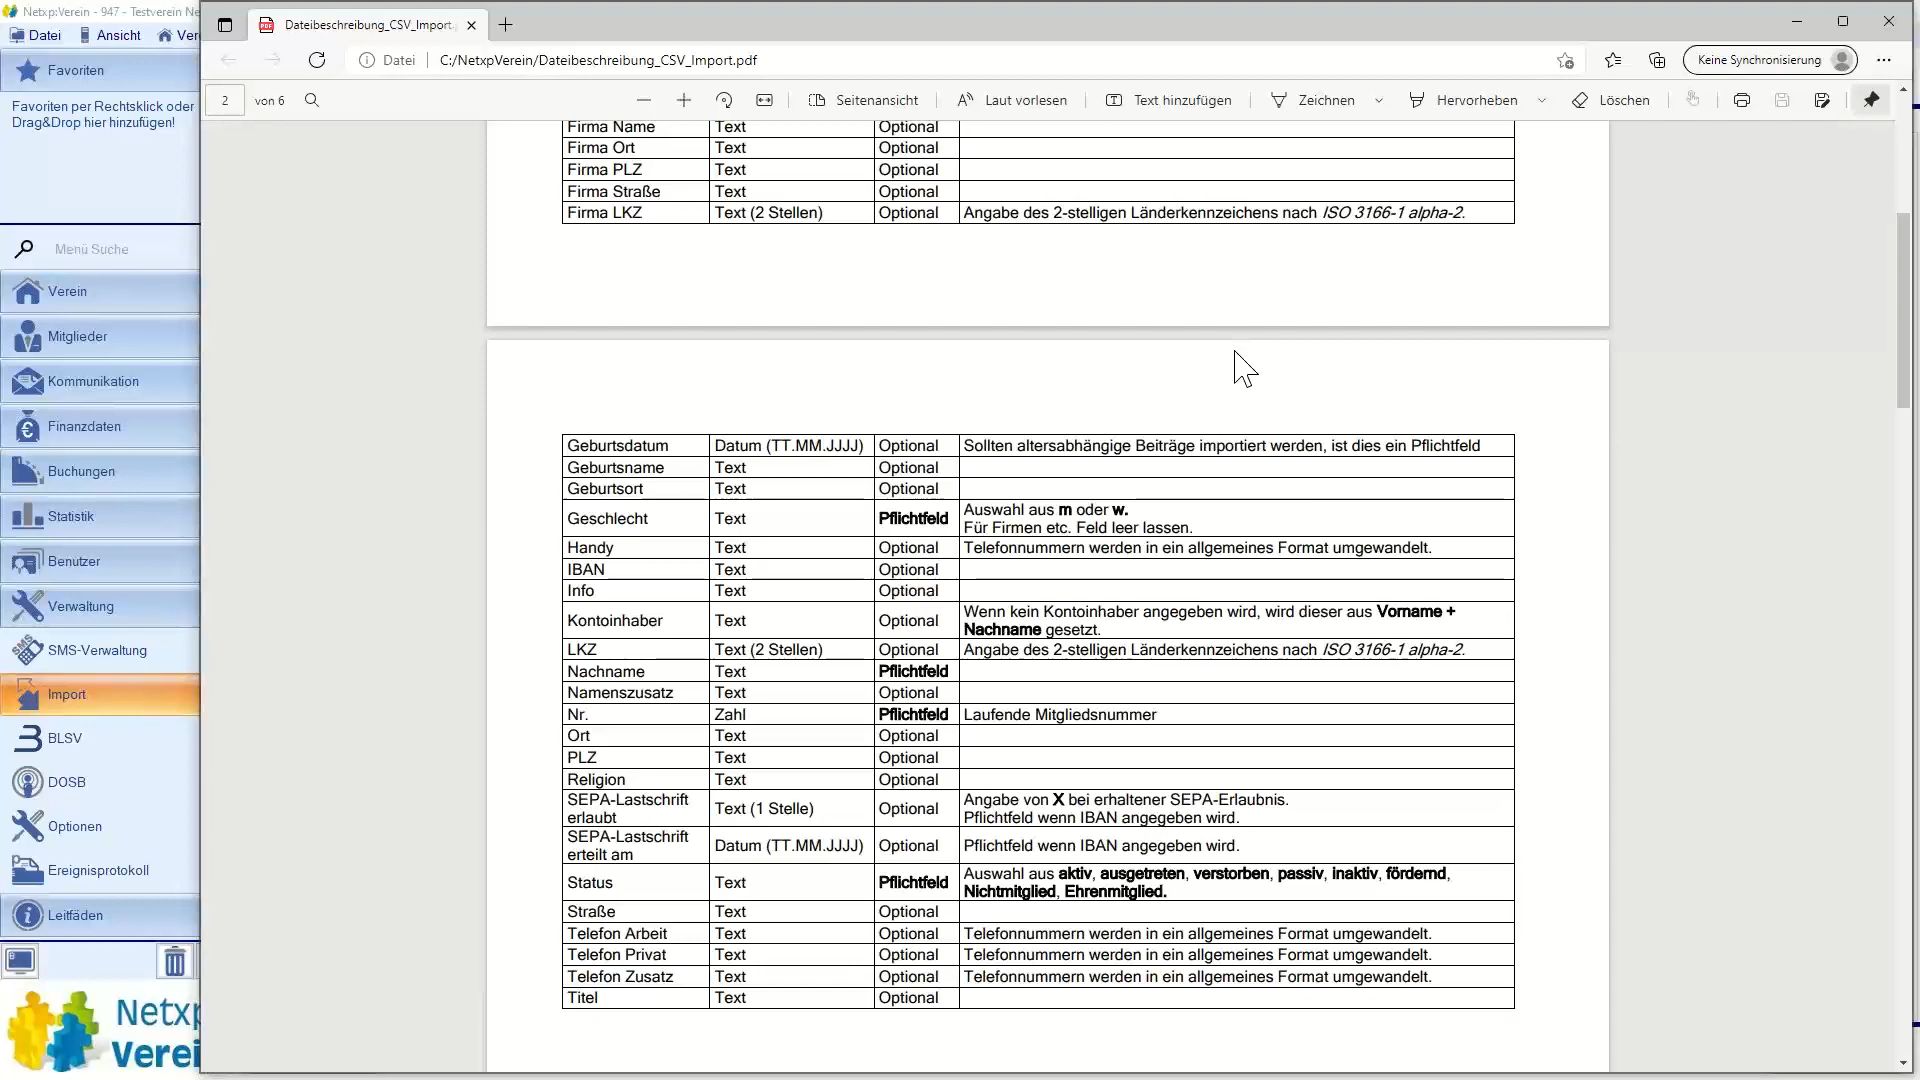 Netxp:Verein - 947 - Testverein Ne
Datei Ansicht Ver
Favoriten
Favoriten per Rechtsklick oder
Drag&Drop hier hinzufügen!
Menü Suche
Verein
Mitglieder
Kommunikation
Finanzdaten
Buchungen
Statistik
Benutzer
Verwaltung
SMS-Verwaltung
Import
BLSV
DOSB
Optionen
Ereignisprotokoll
Leitfäden
Netxp
Verei
Dateibeschreibung_CSV_Import.
Datei C:/NetxpVerein/Dateibeschreibung_CSV_Import.pdf Keine Synchronisierung
2 von 6 Seitenansicht Laut vorlesen Text hinzufügen Zeichnen Hervorheben Löschen
Firma Name Text Optional
Firma Ort Text Optional
Firma PLZ Text Optional
Firma Straße Text Optional
Firma LKZ Text (2 Stellen) Optional Angabe des 2-stelligen Länderkennzeichens nach ISO 3166-1 alpha-2.
Geburtsdatum Datum (TT.MM.JJJJ) Optional Sollten altersabhängige Beiträge importiert werden, ist dies ein Pflichtfeld
Geburtsname Text Optional
Geburtsort Text Optional
Geschlecht Text Pflichtfeld Auswahl aus m oder w.
Für Firmen etc. Feld leer lassen.
Handy Text Optional Telefonnummern werden in ein allgemeines Format umgewandelt.
IBAN Text Optional
Info Text Optional
Kontoinhaber Text Optional Wenn kein Kontoinhaber angegeben wird, wird dieser aus Vorname +
Nachname gesetzt.
LKZ Text (2 Stellen) Optional Angabe des 2-stelligen Länderkennzeichens nach ISO 3166-1 alpha-2.
Nachname Text Pflichtfeld
Namenszusatz Text Optional
Nr. Zahl Pflichtfeld Laufende Mitgliedsnummer
Ort Text Optional
PLZ Text Optional
Religion Text Optional
SEPA-Lastschrift erlaubt Text (1 Stelle) Optional Angabe von X bei erhaltener SEPA-Erlaubnis.
Pflichtfeld wenn IBAN angegeben wird.
SEPA-Lastschrift erteilt am Datum (TT.MM.JJJJ) Optional Pflichtfeld wenn IBAN angegeben wird.
Status Text Pflichtfeld Auswahl aus aktiv, ausgetreten, verstorben, passiv, inaktiv, fördernd,
Nichtmitglied, Ehrenmitglied.
Straße Text Optional
Telefon Arbeit Text Optional Telefonnummern werden in ein allgemeines Format umgewandelt.
Telefon Privat Text Optional Telefonnummern werden in ein allgemeines Format umgewandelt.
Telefon Zusatz Text Optional Telefonnummern werden in ein allgemeines Format umgewandelt.
Titel Text Optional